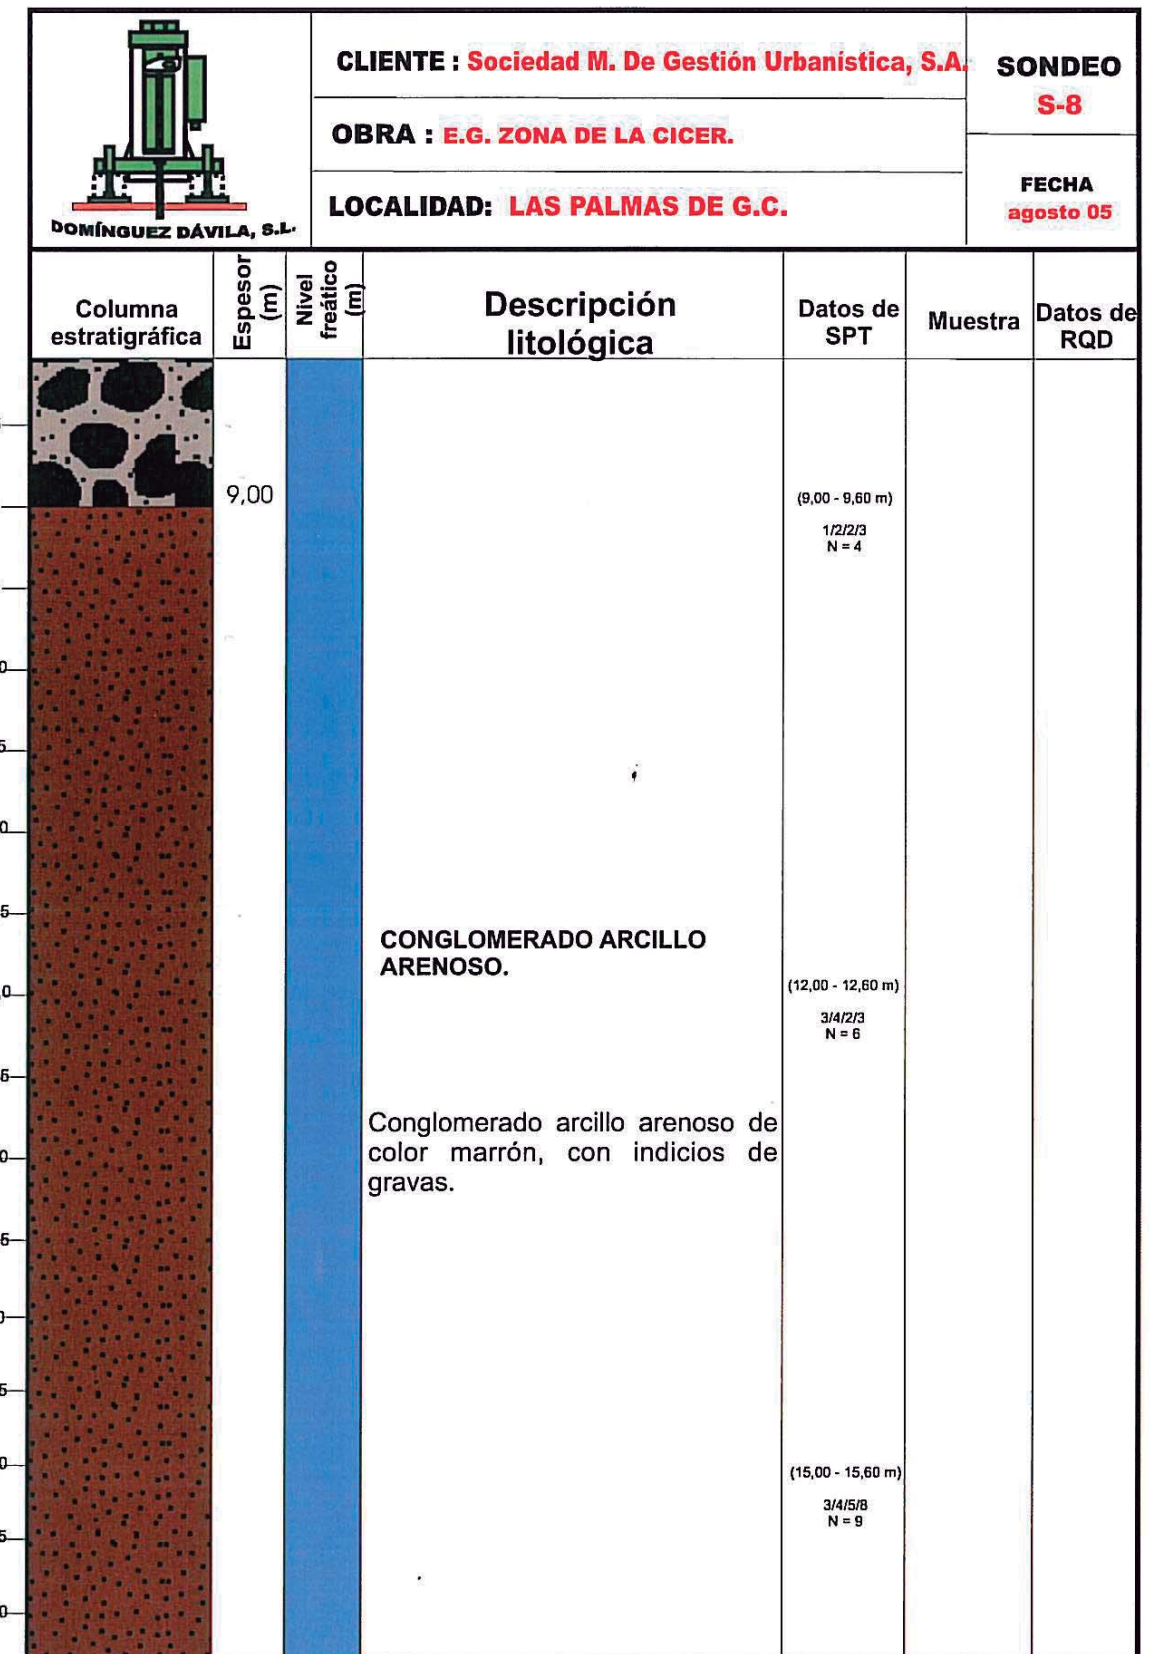 DOMÍNGUEZ DÁVILA, S.L.
CLIENTE : Sociedad M. De Gestión Urbanística, S.A.
OBRA : E.G. ZONA DE LA CICER.
LOCALIDAD: LAS PALMAS DE G.C.
SONDEO
S-8
FECHA
agosto 05
Columna
estratigráfica
Espesor
(m)
Nivel
freático
(m)
Descripción
litológica
Datos de
SPT
Muestra
Datos de
RQD
9,00
(9,00 - 9,60 m)
1/2/2/3
N = 4
CONGLOMERADO ARCILLO
ARENOSO.
(12,00 - 12,60 m)
3/4/2/3
N = 6
Conglomerado arcillo arenoso de
color marrón, con indicios de
gravas.
(15,00 - 15,60 m)
3/4/5/8
N = 9